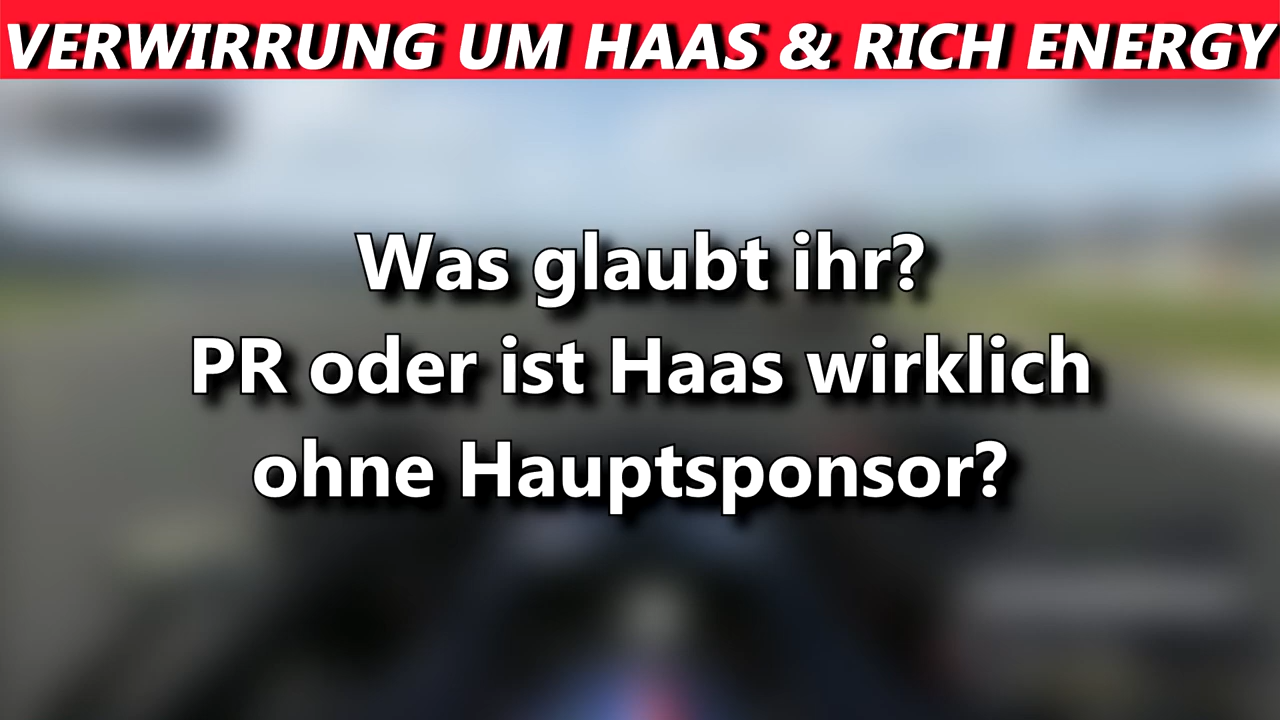 VERWIRRUNG UM HAAS & RICH ENERGY
Was glaubt ihr?
PR oder ist Haas wirklich
ohne Hauptsponsor?